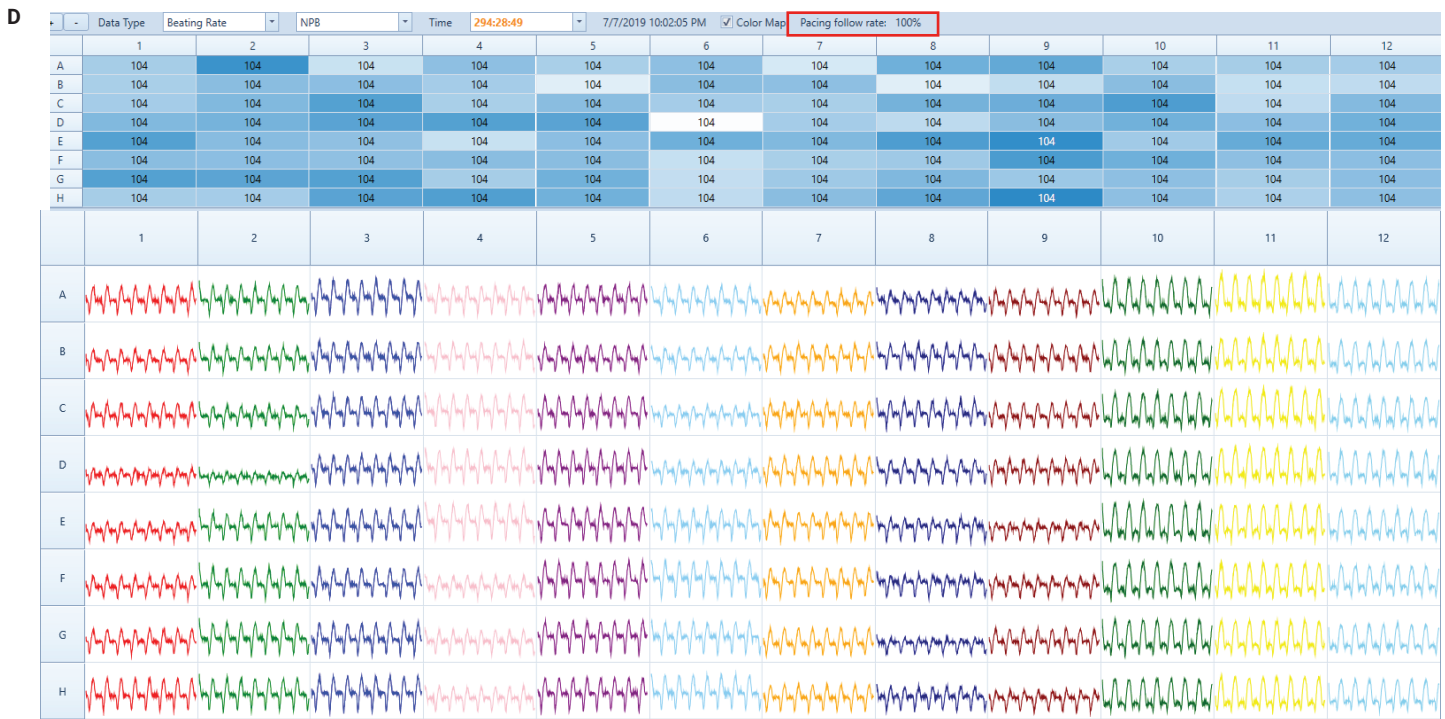 D
+ - Data Type Beating Rate NPB Time 294:28:49 7/7/2019 10:02:05 PM Color Map Pacing follow rate: 100%
1 2 3 4 5 6 7 8 9 10 11 12
A 104 104 104 104 104 104 104 104 104 104 104 104
B 104 104 104 104 104 104 104 104 104 104 104 104
C 104 104 104 104 104 104 104 104 104 104 104 104
D 104 104 104 104 104 104 104 104 104 104 104 104
E 104 104 104 104 104 104 104 104 104 104 104 104
F 104 104 104 104 104 104 104 104 104 104 104 104
G 104 104 104 104 104 104 104 104 104 104 104 104
H 104 104 104 104 104 104 104 104 104 104 104 104
1 2 3 4 5 6 7 8 9 10 11 12
A
B
C
D
E
F
G
H